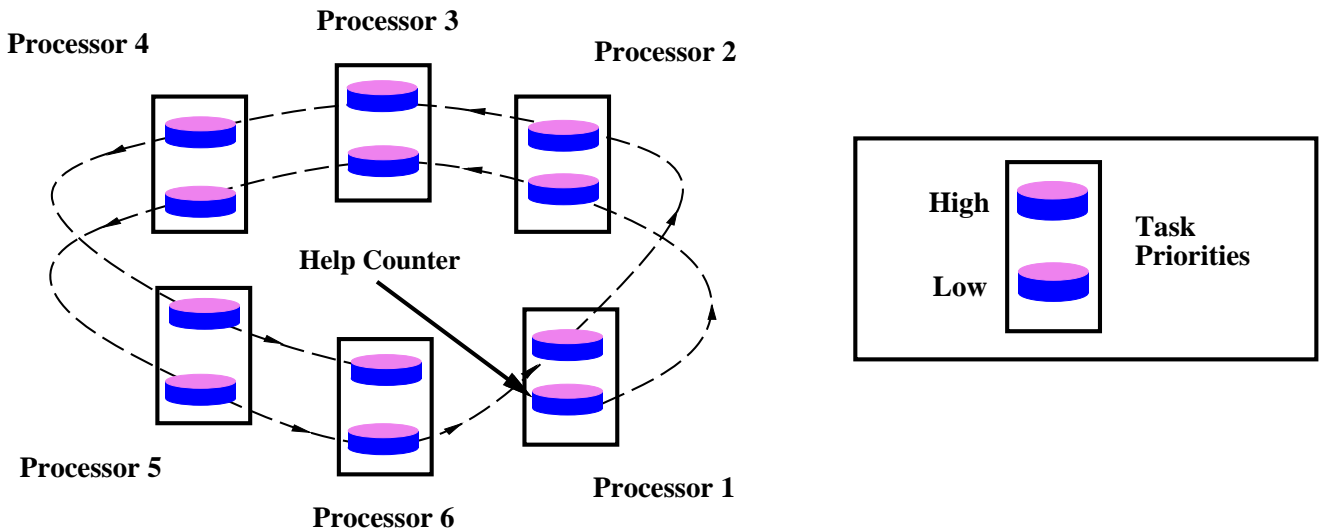 Processor 3
Processor 4
Processor 2
High
Task
Priorities
Help Counter
Low
Processor 5
Processor 1
Processor 6